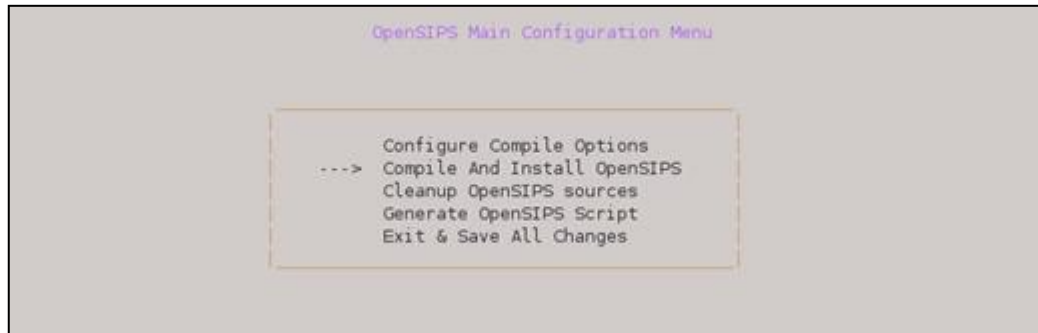 OpenSIPS Main Configuration Menu
Configure Compile Options
---> Compile And Install OpenSIPS
Cleanup OpenSIPS sources
Generate OpenSIPS Script
Exit & Save All Changes